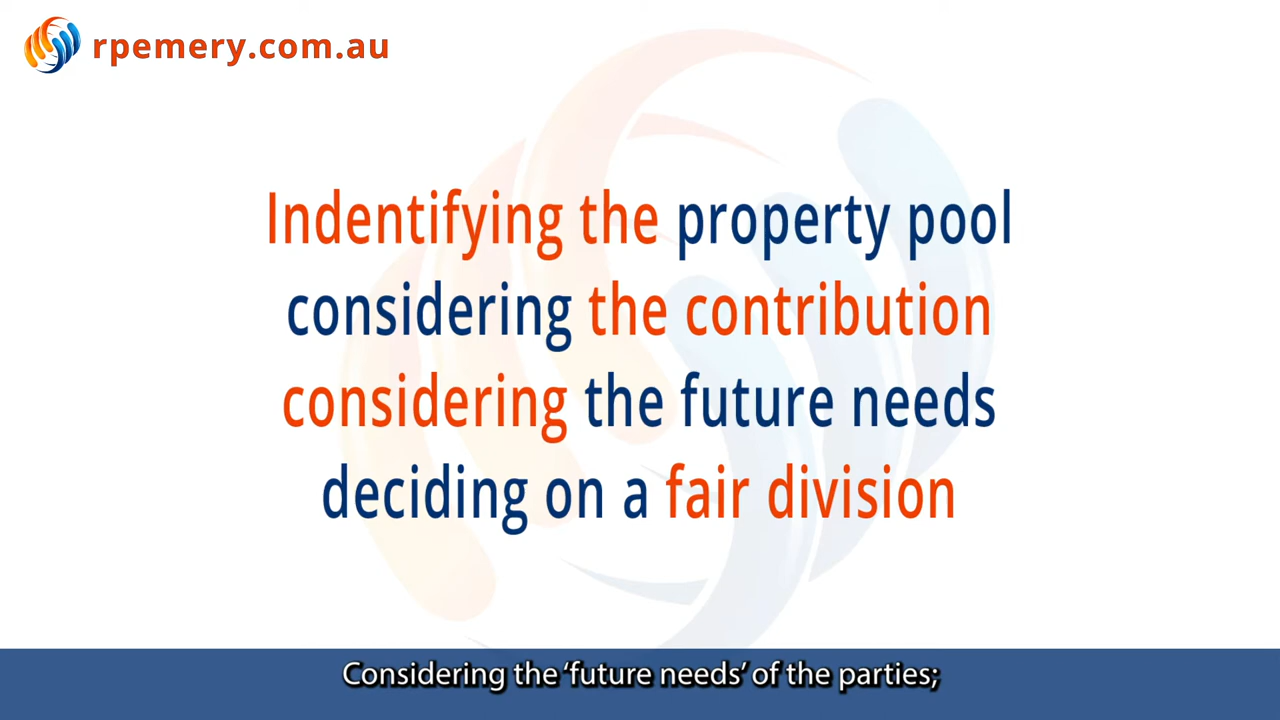 rpemery.com.au
Indentifying the property pool
considering the contribution
considering the future needs
deciding on a fair division
Considering the ‘future needs’ of the parties;